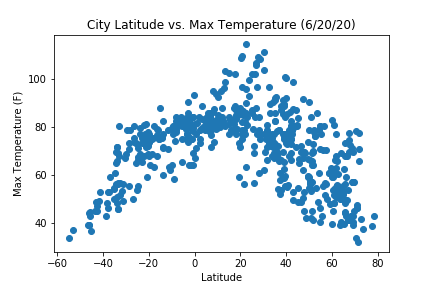 City Latitude vs. Max Temperature (6/20/20)
Max Temperature (F)
100
80
60
40
−60 −40 −20 0 20 40 60 80
Latitude